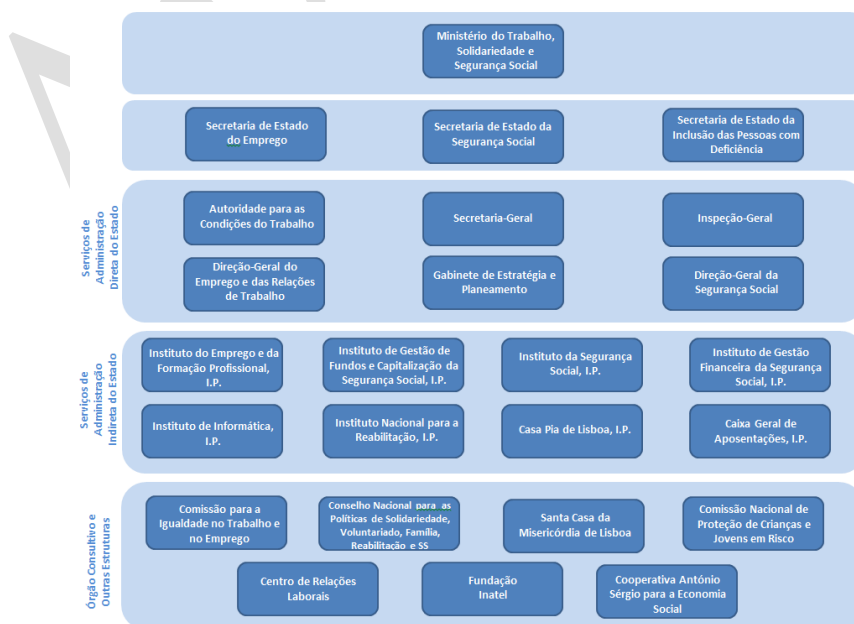 Ministério do Trabalho,
Solidariedade e
Segurança Social
Secretaria de Estado
do Emprego
Secretaria de Estado da
Segurança Social
Secretaria de Estado da
Inclusão das Pessoas com
Deficiência
Serviços de
Administração
Direta do Estado
Autoridade para as
Condições do Trabalho
Secretaria-Geral
Inspeção-Geral
Direção-Geral do
Emprego e das Relações
de Trabalho
Gabinete de Estratégia e
Planeamento
Direção-Geral da
Segurança Social
Serviços de
Administração
Indireta do Estado
Instituto do Emprego e da
Formação Profissional,
I.P.
Instituto de Gestão de
Fundos e Capitalização da
Segurança Social, I.P.
Instituto da Segurança
Social, I.P.
Instituto de Gestão
Financeira da Segurança
Social, I.P.
Instituto de Informática,
I.P.
Instituto Nacional para a
Reabilitação, I.P.
Casa Pia de Lisboa, I.P.
Caixa Geral de
Aposentações, I.P.
Órgão Consultivo e
Outras Estruturas
Comissão para a
Igualdade no Trabalho e
no Emprego
Conselho Nacional para as
Políticas de Solidariedade,
Voluntariado, Família,
Reabilitação e SS
Santa Casa da
Misericórdia de Lisboa
Comissão Nacional de
Proteção de Crianças e
Jovens em Risco
Centro de Relações
Laborais
Fundação
Inatel
Cooperativa António
Sérgio para a Economia
Social